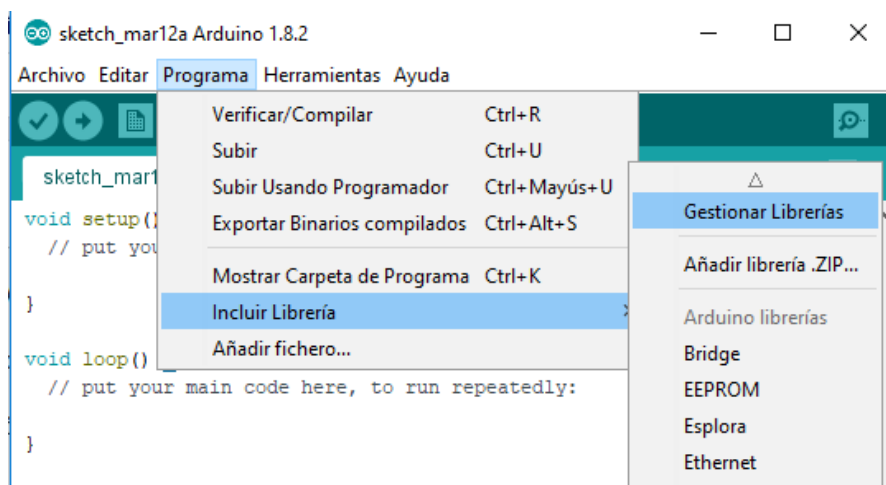 sketch_mar12a Arduino 1.8.2
Archivo Editar Programa Herramientas Ayuda
Verificar/Compilar Ctrl+R
Subir Ctrl+U
Subir Usando Programador Ctrl+Mayús+U
Exportar Binarios compilados Ctrl+Alt+S
Mostrar Carpeta de Programa Ctrl+K
Incluir Librería
Añadir fichero...
Gestionar Librerías
Añadir librería .ZIP...
Arduino librerías
Bridge
EEPROM
Esplora
Ethernet
sketch_mar1
void setup()
// put you
}
void loop()
// put your main code here, to run repeatedly:
}